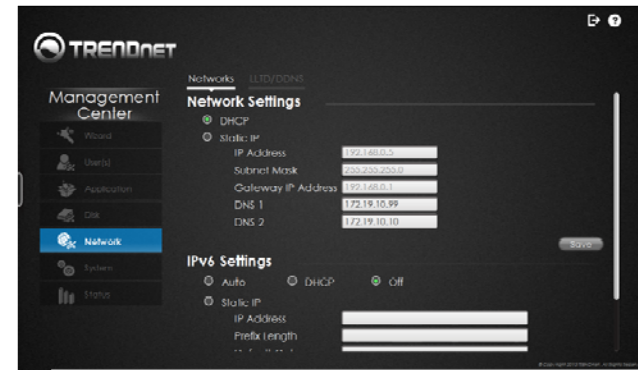 TRENDnet
Networks LLTD/DDNS
Management
Center
Network Settings
DHCP
Static IP
Wizard
IP Address 192.168.0.5
User(s)
Subnet Mask 255.255.255.0
Application
Gateway IP Address 192.168.0.1
DNS 1 172.19.10.99
Disk
DNS 2 172.19.10.10
Network
Save
System
IPv6 Settings
Auto DHCP Off
Status
Static IP
IP Address
Prefix Length